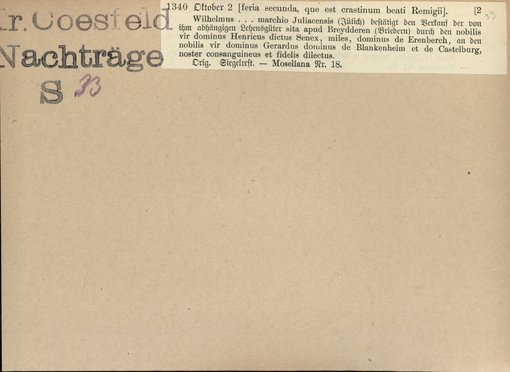 Kr. Coesfeld
Nachträge
S 33
1340 Oktober 2 [feria secunda, que est crastinum beati Remigii]. [2
Wilhelmus . . . marchio Juliacensis (Jülich) bestätigt den Verkauf der von
ihm abhängigen Lehensgüter sita apud Breydderen (Briedern) durch den nobilis
vir dominus Henricus dictus Senex, miles, dominus de Erenberch, an den
nobilis vir dominus Gerardus dominus de Blankenheim et de Castelburg,
noster consanguineus et fidelis dilectus.
Orig. Siegelrest. — Mosellana Nr. 18.